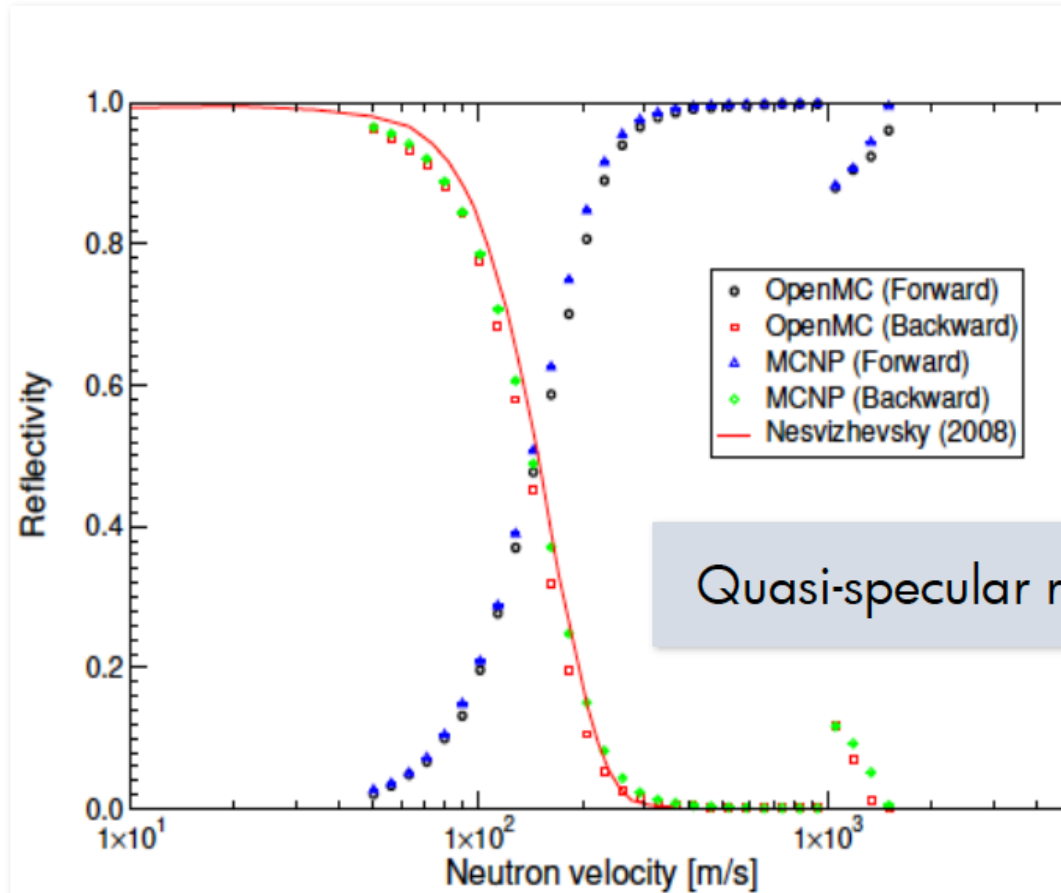 Reflectivity
1.0
0.8
0.6
0.4
0.2
0.0
OpenMC (Forward)
OpenMC (Backward)
MCNP (Forward)
MCNP (Backward)
Nesvizhevsky (2008)
Quasi-specular
1×10¹
1×10²
1×10³
Neutron velocity [m/s]